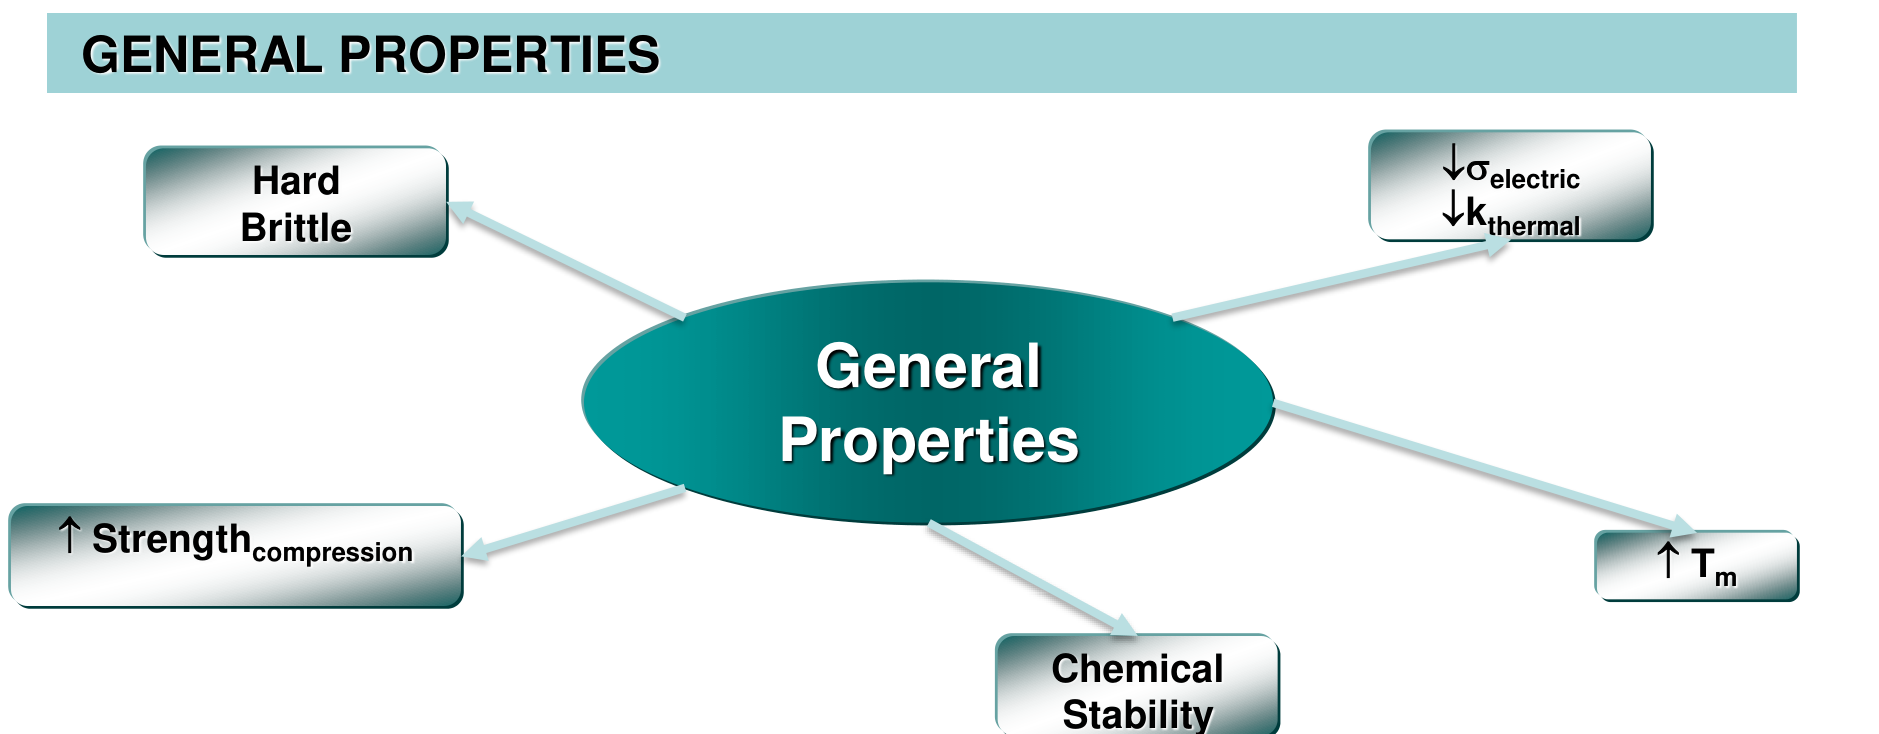 GENERAL PROPERTIES
Hard
Brittle
↓σelectric
↓kthermal
General
Properties
↑ Strengthcompression
↑ Tm
Chemical
Stability